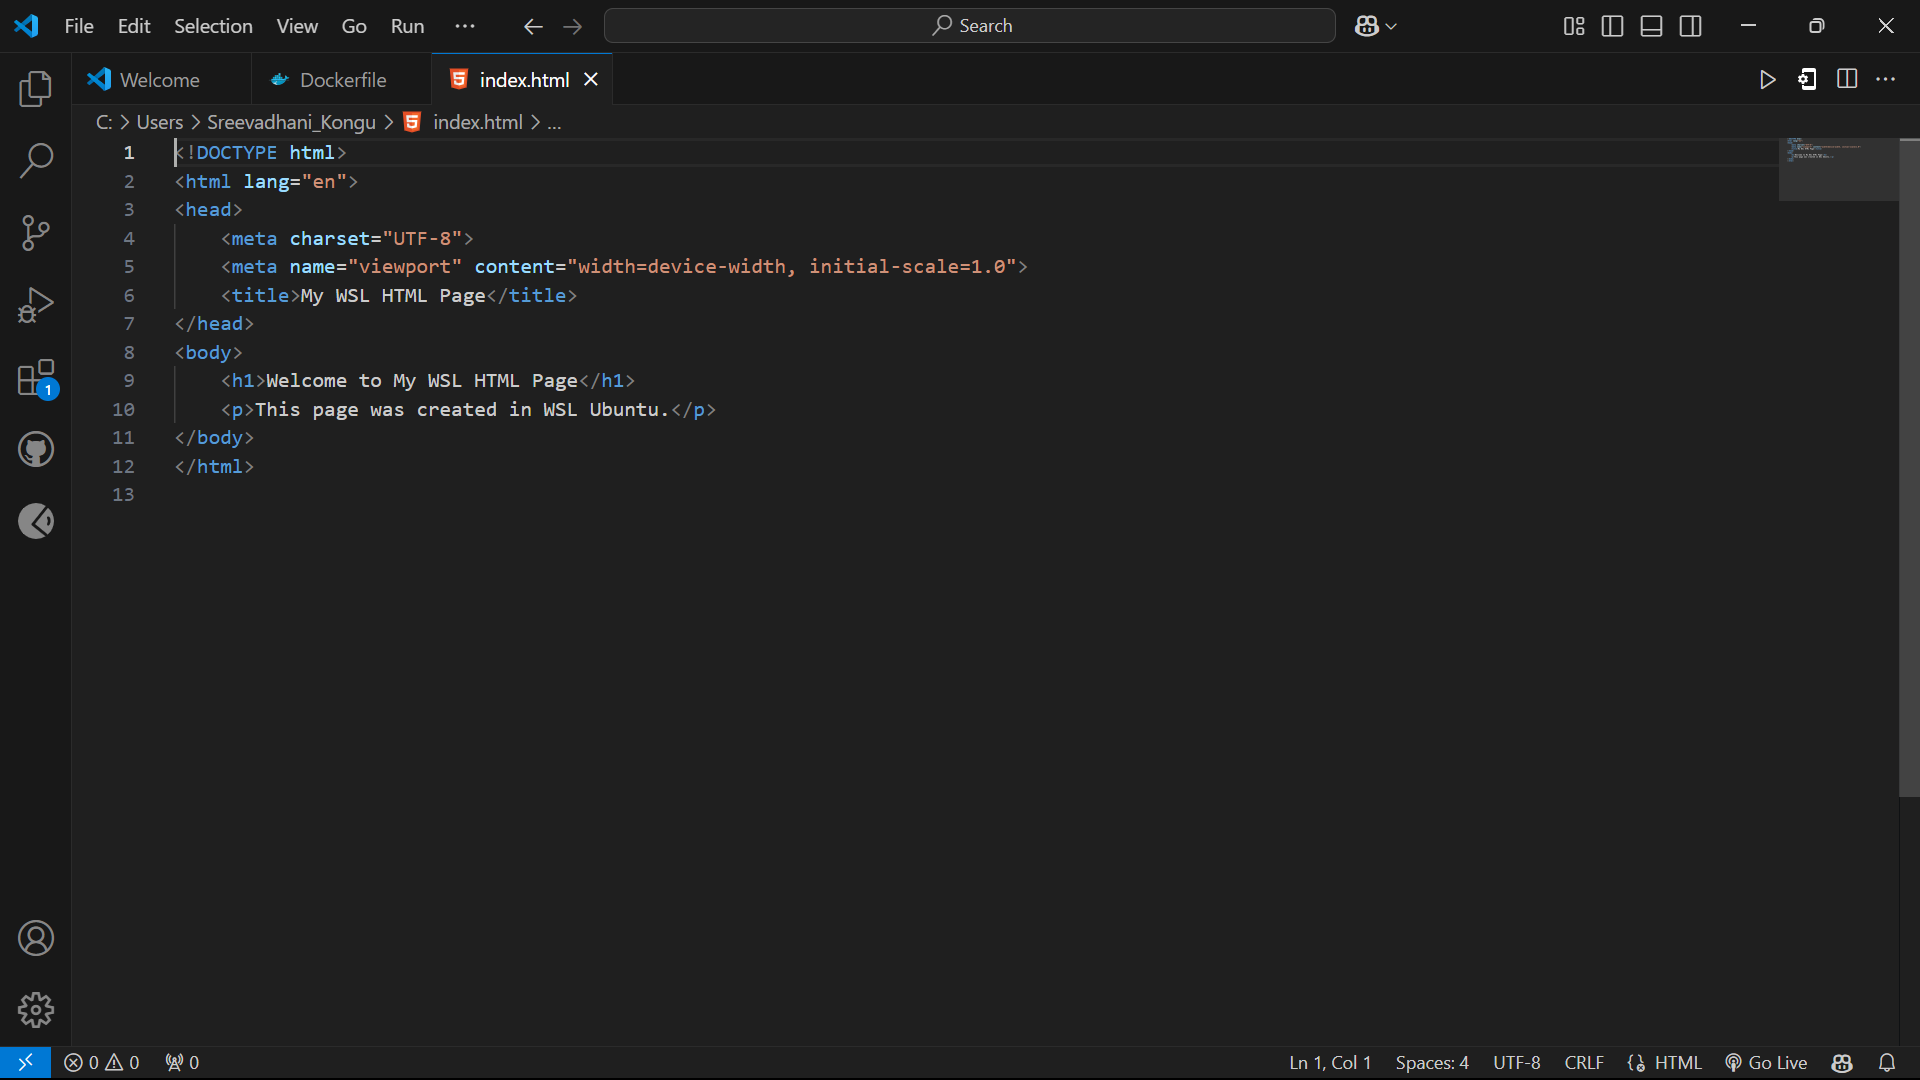 File Edit Selection View Go Run ··· Search
Welcome Dockerfile index.html
C: > Users > Sreevadhani_Kongu > index.html > ...
1 <!DOCTYPE html>
2 <html lang="en">
3 <head>
4     <meta charset="UTF-8">
5     <meta name="viewport" content="width=device-width, initial-scale=1.0">
6     <title>My WSL HTML Page</title>
7 </head>
8 <body>
9     <h1>Welcome to My WSL HTML Page</h1>
10     <p>This page was created in WSL Ubuntu.</p>
11 </body>
12 </html>
13
1
0 0 0 Ln 1, Col 1 Spaces: 4 UTF-8 CRLF HTML Go Live